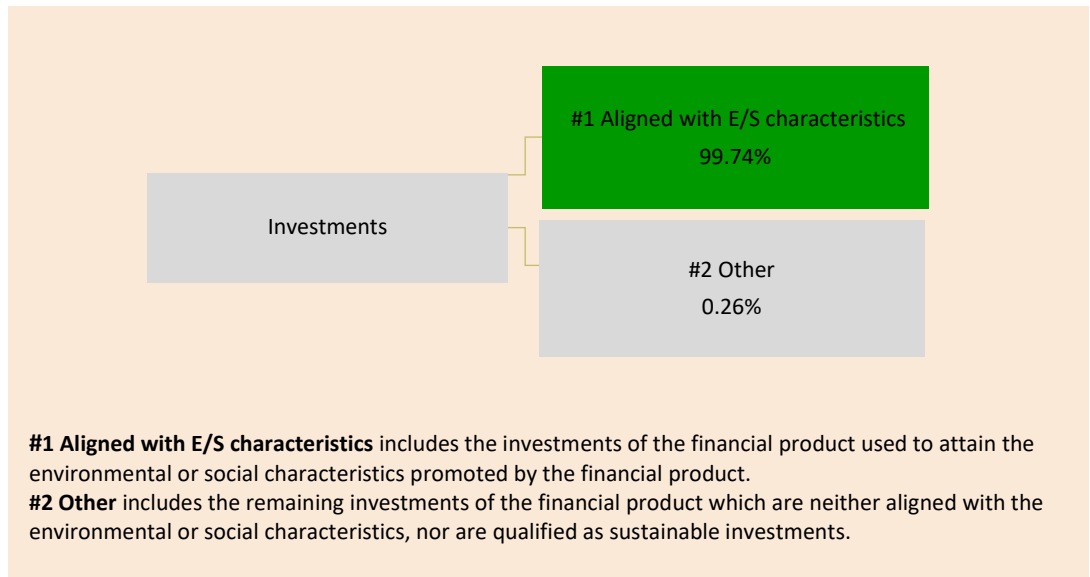 #1 Aligned with E/S characteristics
99.74%
Investments
#2 Other
0.26%
#1 Aligned with E/S characteristics includes the investments of the financial product used to attain the
environmental or social characteristics promoted by the financial product.
#2 Other includes the remaining investments of the financial product which are neither aligned with the
environmental or social characteristics, nor are qualified as sustainable investments.